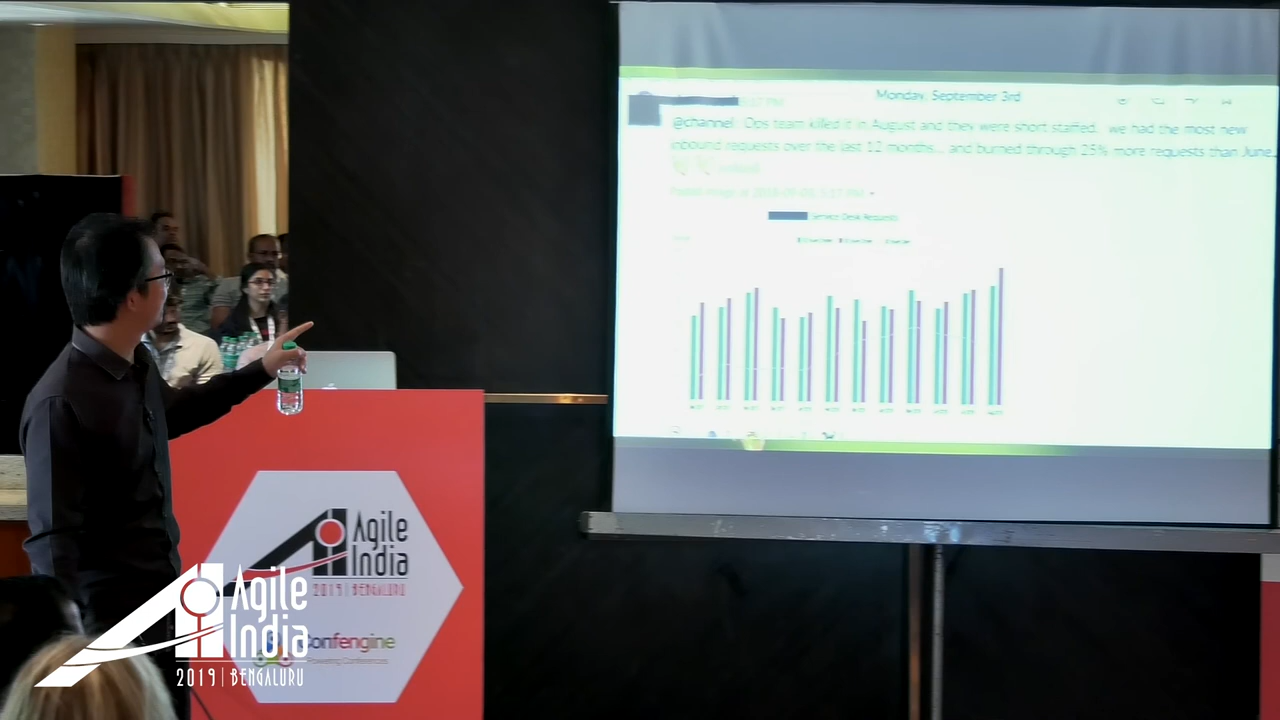 Monday, September 3rd
@channel Ops team killed it in August and they were short staffed. we had the most new
inbound requests over the last 12 months... and burned through 25% more requests than June.
Service Desk Requests
Agile
India
2019 | BENGALURU
Confengine
Powering Conferences
Agile
India
2019 | BENGALURU